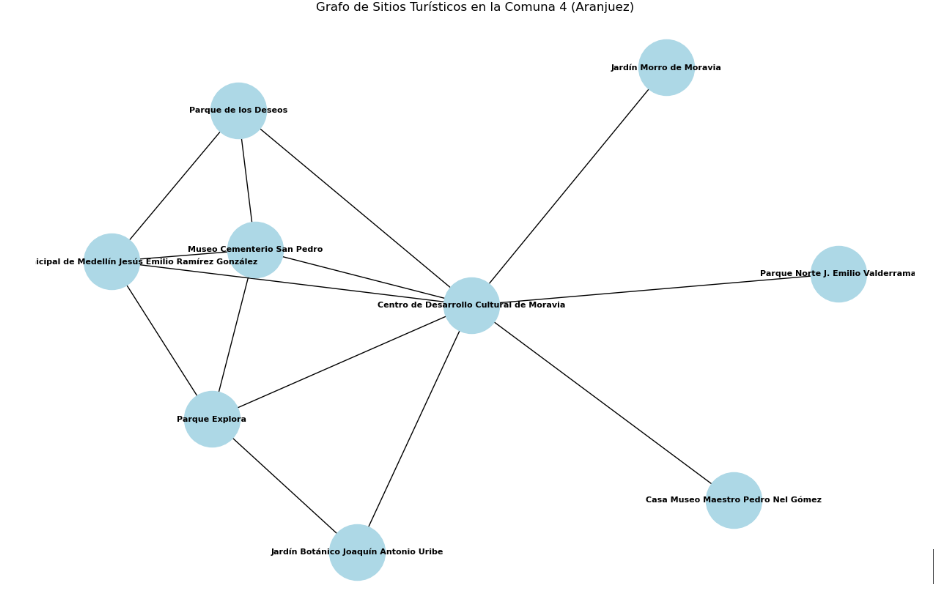 Grafo de Sitios Turísticos en la Comuna 4 (Aranjuez)
Jardín Morro de Moravia
Parque de los Deseos
Museo Cementerio San Pedro
icipal de Medellín Jesús Emilio Ramírez González
Parque Norte J. Emilio Valderrama
Centro de Desarrollo Cultural de Moravia
Parque Explora
Casa Museo Maestro Pedro Nel Gómez
Jardín Botánico Joaquín Antonio Uribe